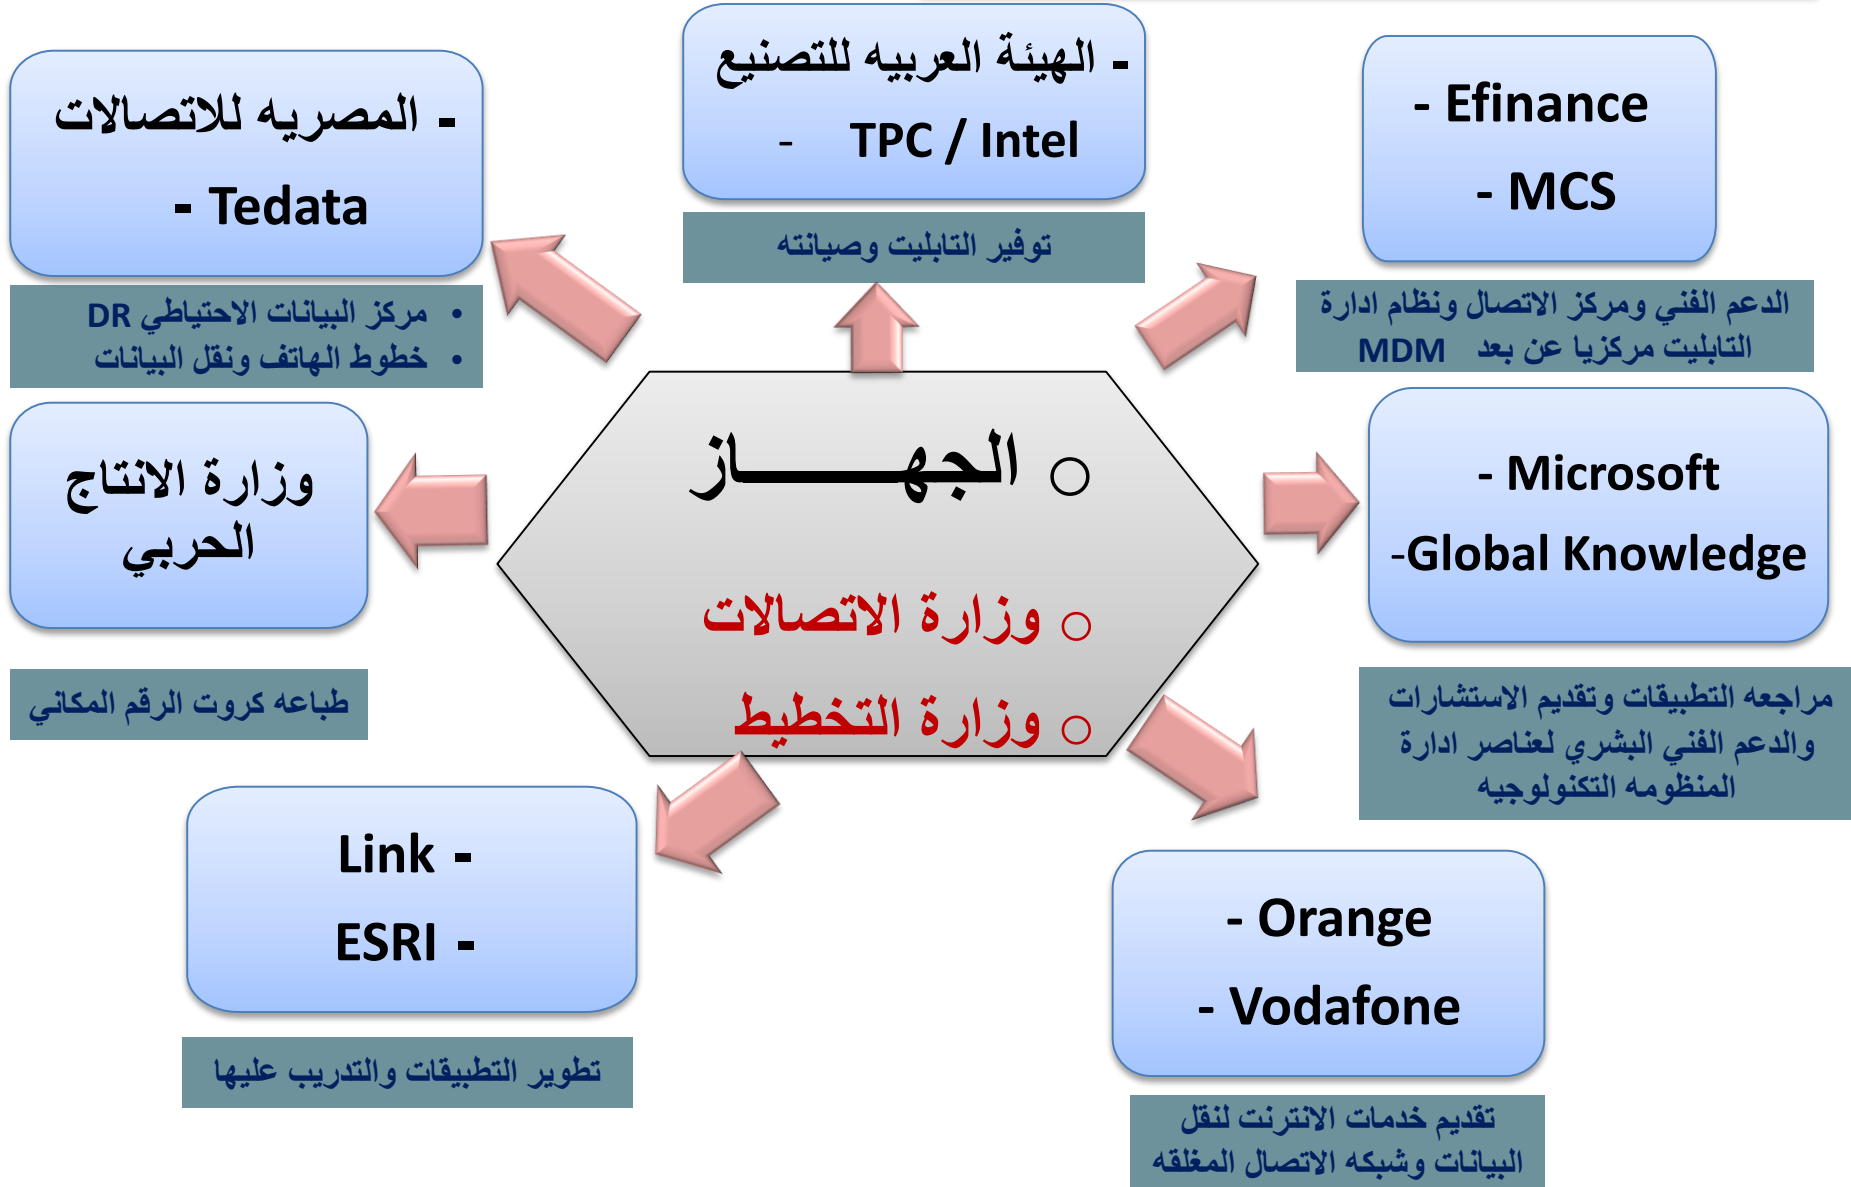 - الهيئة العربيه للتصنيع
- TPC / Intel
توفير التابليت وصيانته
- Efinance
- MCS
الدعم الفني ومركز الاتصال ونظام ادارة
التابليت مركزيا عن بعد MDM
- Microsoft
-Global Knowledge
مراجعه التطبيقات وتقديم الاستشارات
والدعم الفني البشري لعناصر ادارة
المنظومه التكنولوجيه
- Orange
- Vodafone
تقديم خدمات الانترنت لنقل
البيانات وشبكه الاتصال المغلقه
Link -
ESRI -
تطوير التطبيقات والتدريب عليها
وزارة الانتاج
الحربي
طباعه كروت الرقم المكاني
- المصريه للاتصالات
- Tedata
• مركز البيانات الاحتياطي DR
• خطوط الهاتف ونقل البيانات
o الجهـــــــاز
o وزارة الاتصالات
o وزارة التخطيط